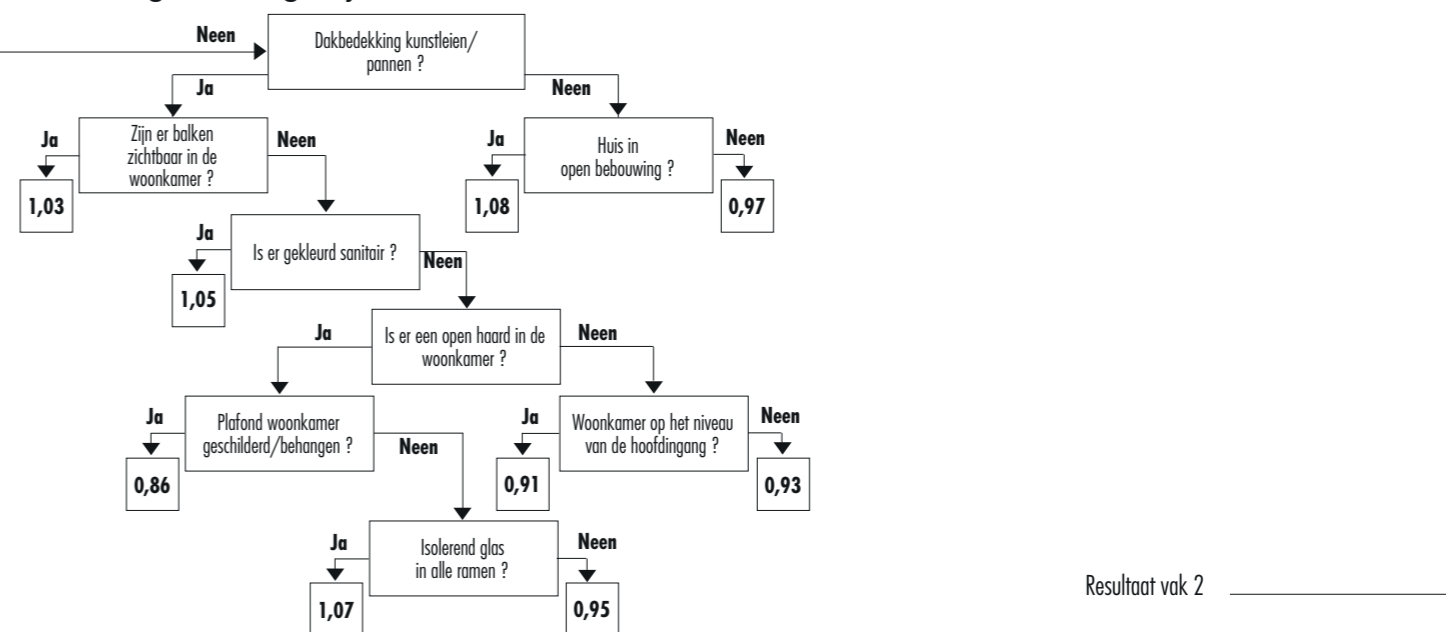 Neen
Dakbedekking kunstleien/
pannen ?
Ja
Neen
Ja
Zijn er balken
zichtbaar in de
woonkamer ?
Neen
Ja
Huis in
open bebouwing ?
Neen
1,03
1,08
0,97
Ja
Is er gekleurd sanitair ?
Neen
1,05
Ja
Is er een open haard in de
woonkamer ?
Neen
Ja
Plafond woonkamer
geschilderd/behangen ?
Neen
Ja
Woonkamer op het niveau
van de hoofdingang ?
Neen
0,86
0,91
0,93
Ja
Isolerend glas
in alle ramen ?
Neen
1,07
0,95
Resultaat vak 2